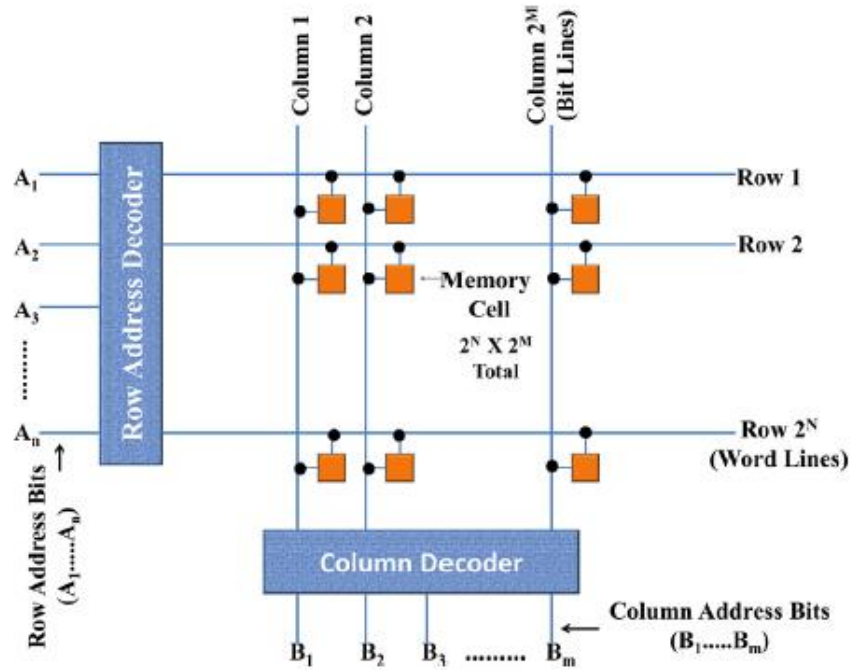 Column 1
Column 2
Column 2^M
(Bit Lines)
Row Address Decoder
A₁
A₂
A₃
........
Aₙ
Row 1
Row 2
Memory
Cell
2^N X 2^M
Total
Row 2^N
(Word Lines)
Row Address Bits
(A₁.....Aₙ)
Column Decoder
B₁ B₂ B₃ ......... Bₘ
Column Address Bits
(B₁.....Bₘ)